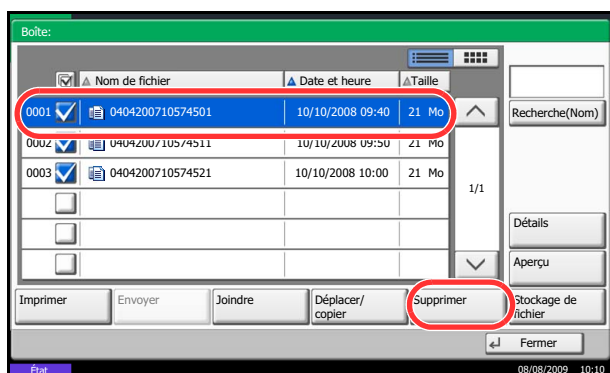 Boîte:
Nom de fichier Date et heure Taille
0001 0404200710574501 10/10/2008 09:40 21 Mo
Recherche(Nom)
0002 0404200710574511 10/10/2008 09:50 21 Mo
0003 0404200710574521 10/10/2008 10:00 21 Mo
1/1
Détails
Aperçu
Imprimer Envoyer Joindre Déplacer/
copier
Supprimer
Stockage de
fichier
Fermer
État 08/08/2009 10:10